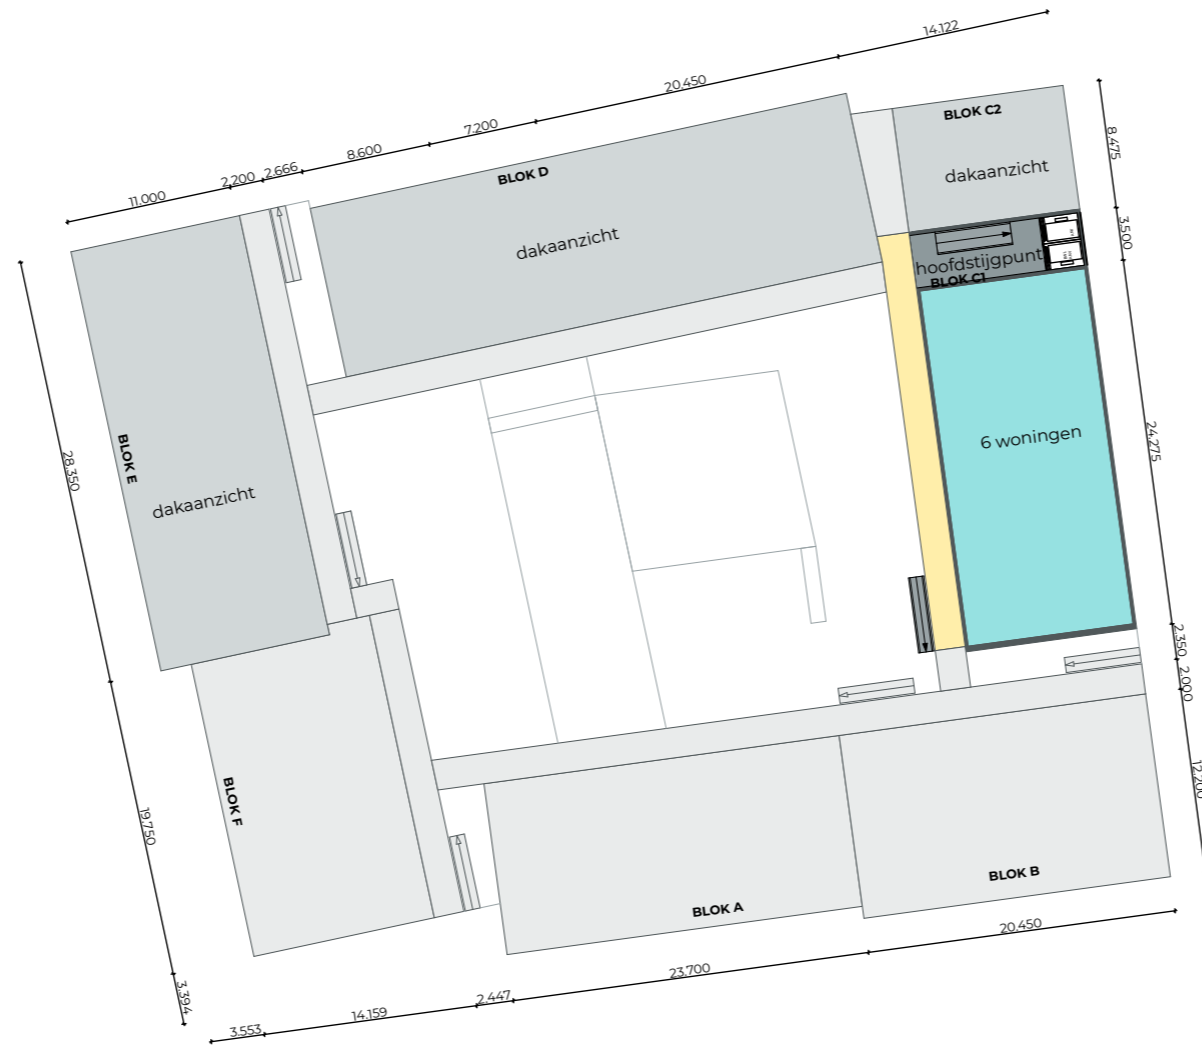 14.122
20.450
7.200
8.600
2.666
2.200
11.000
BLOK C2
dakaanzicht
8.475
BLOK D
dakaanzicht
3.500
hoofdstijgpunt
BLOK C1
6 woningen
24.275
BLOK E
28.350
dakaanzicht
2.350
2.000
12.200
BLOK F
19.750
BLOK B
BLOK A
20.450
23.700
3.394
2.447
14.159
3.553